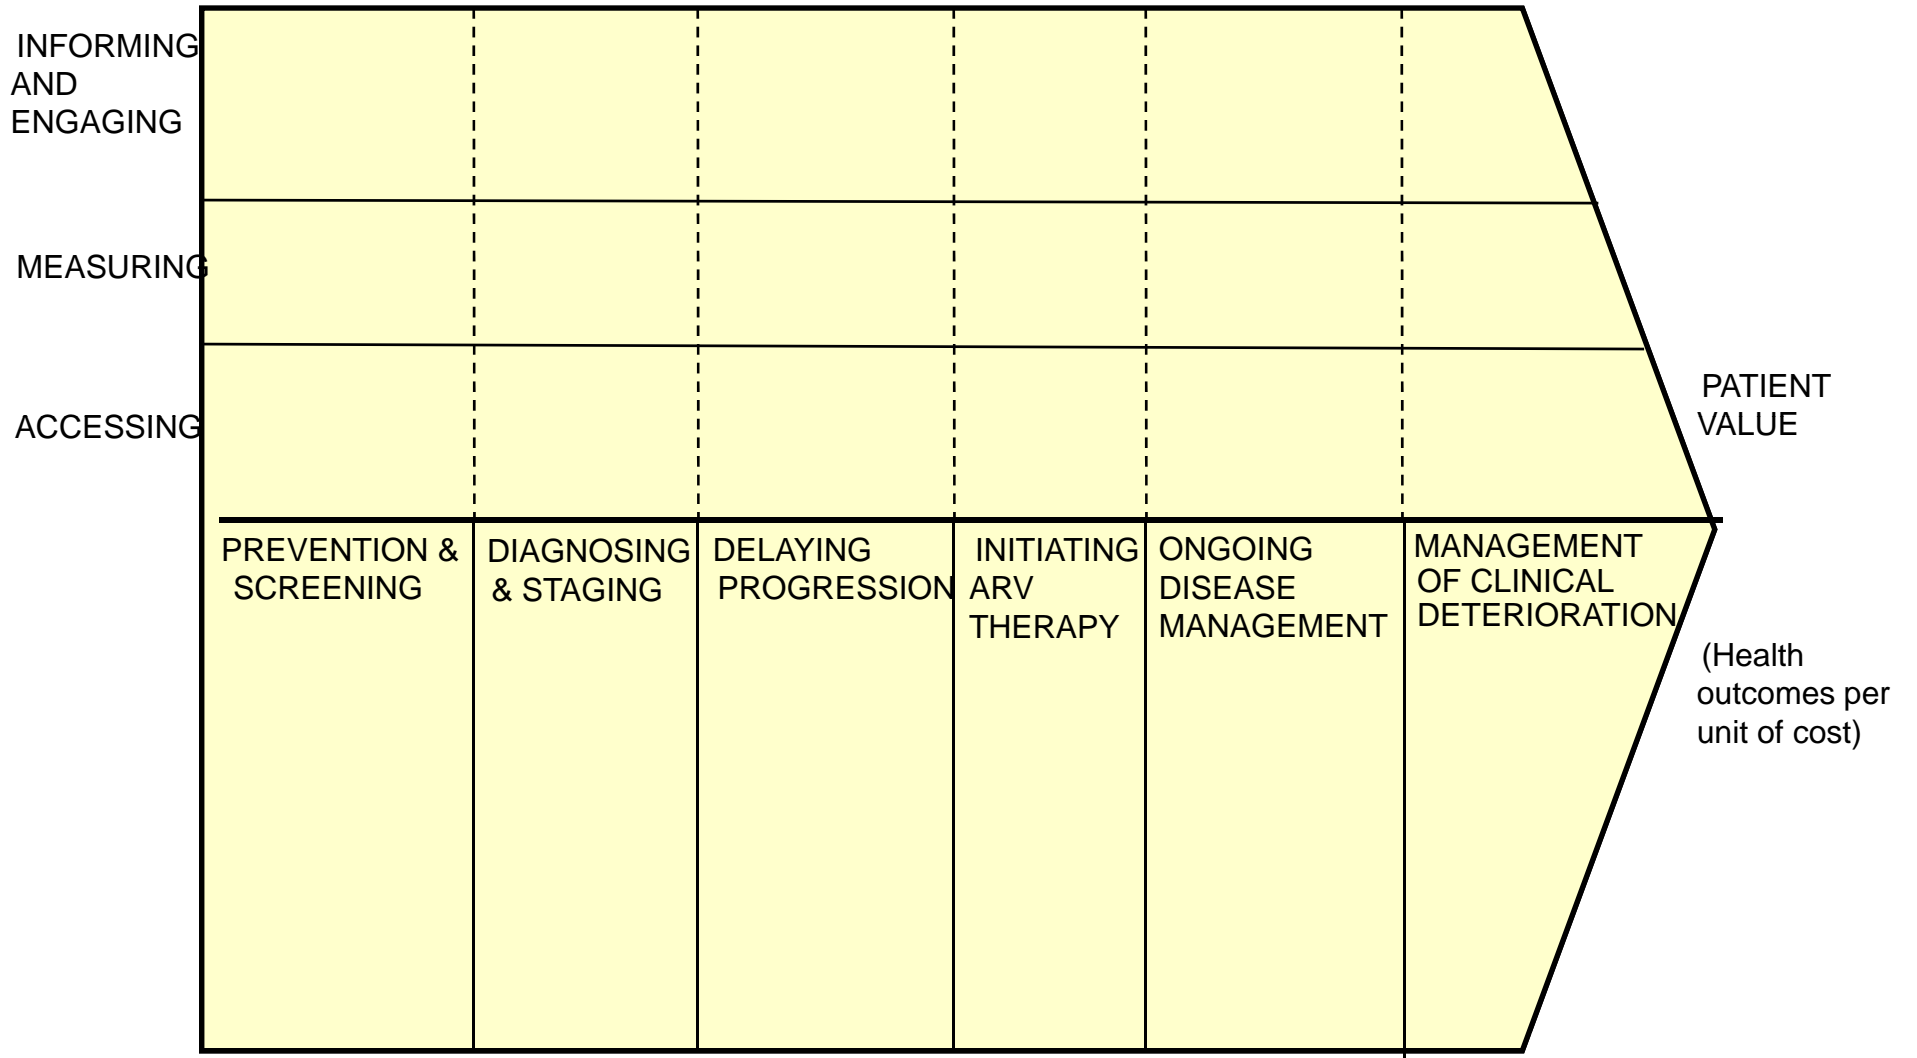 INFORMING
AND
ENGAGING
MEASURING
ACCESSING
PATIENT
VALUE
PREVENTION &
SCREENING
DIAGNOSING
& STAGING
DELAYING
PROGRESSION
INITIATING
ARV
THERAPY
ONGOING
DISEASE
MANAGEMENT
MANAGEMENT
OF CLINICAL
DETERIORATION
(Health
outcomes per
unit of cost)